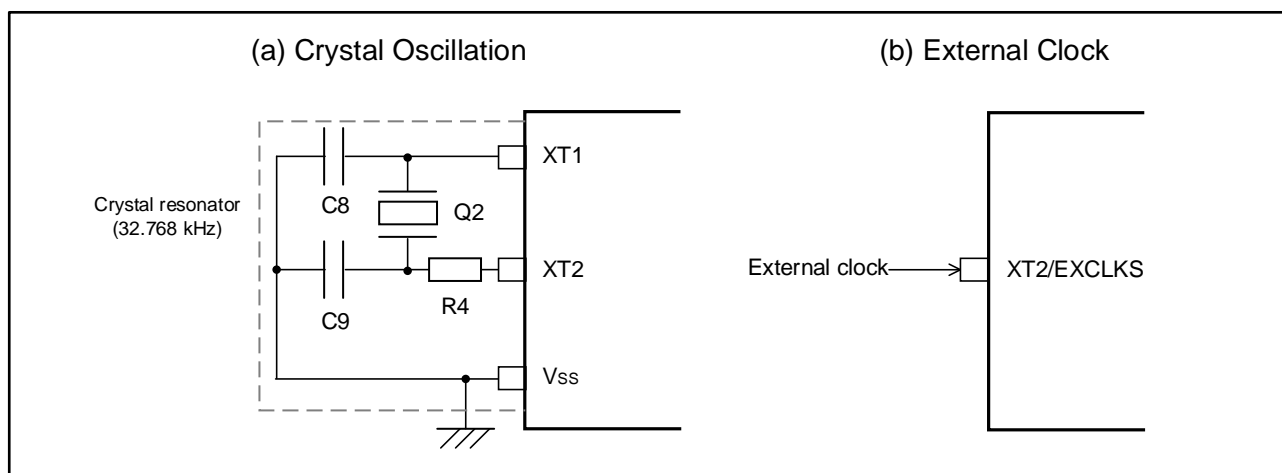 (a) Crystal Oscillation
(b) External Clock
XT1
C8
Q2
Crystal resonator
(32.768 kHz)
XT2
External clock
XT2/EXCLKS
R4
C9
Vss